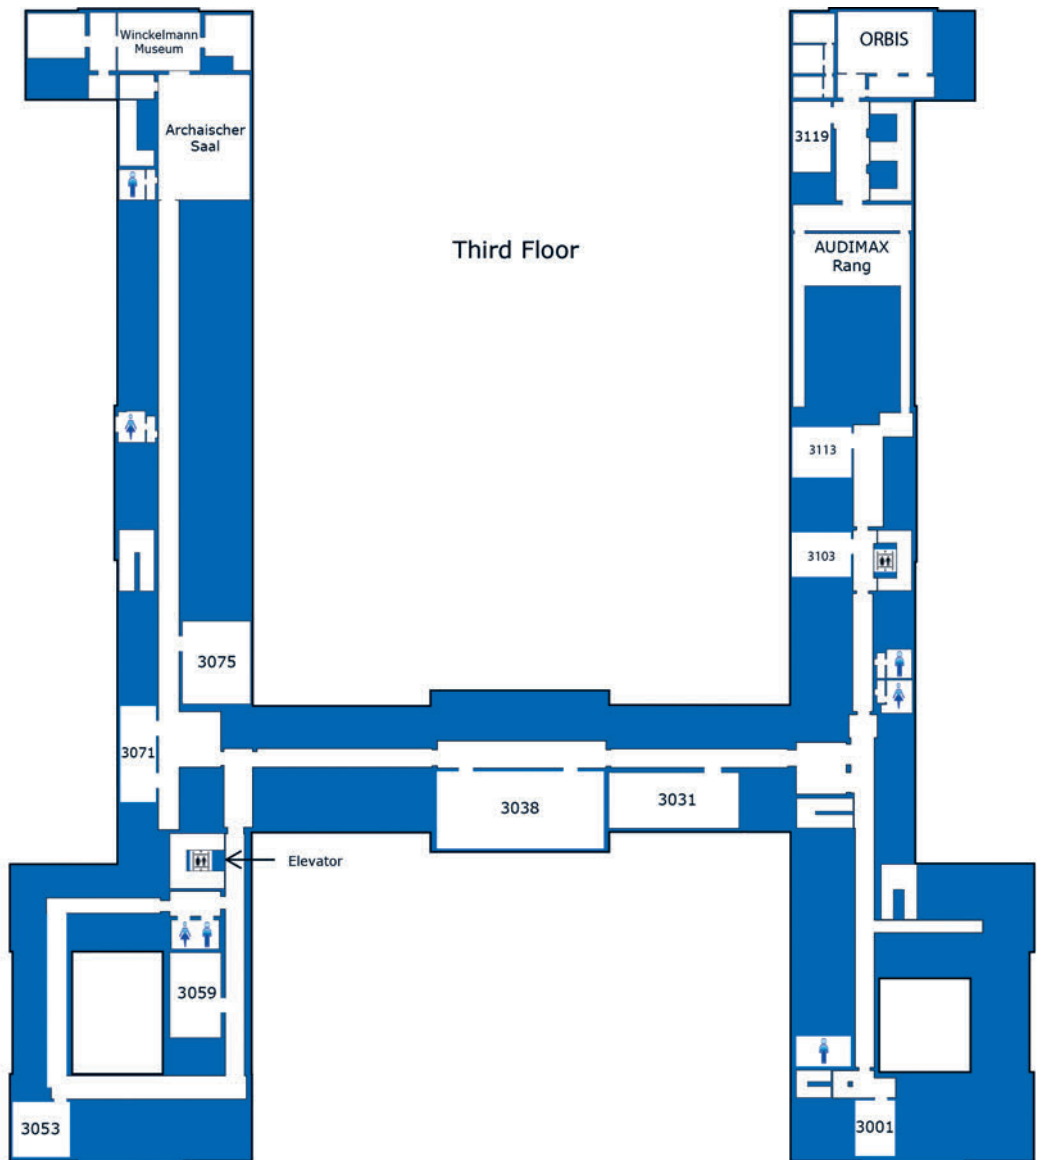 Winckelmann
Museum
ORBIS
Archaischer
Saal
3119
Third Floor
AUDIMAX
Rang
3113
3103
3075
3071
3038
3031
Elevator
3059
3053
3001